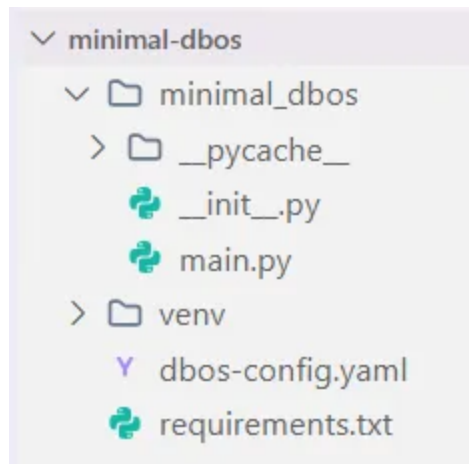 minimal-dbos
minimal_dbos
__pycache__
__init__.py
main.py
venv
Y dbos-config.yaml
requirements.txt